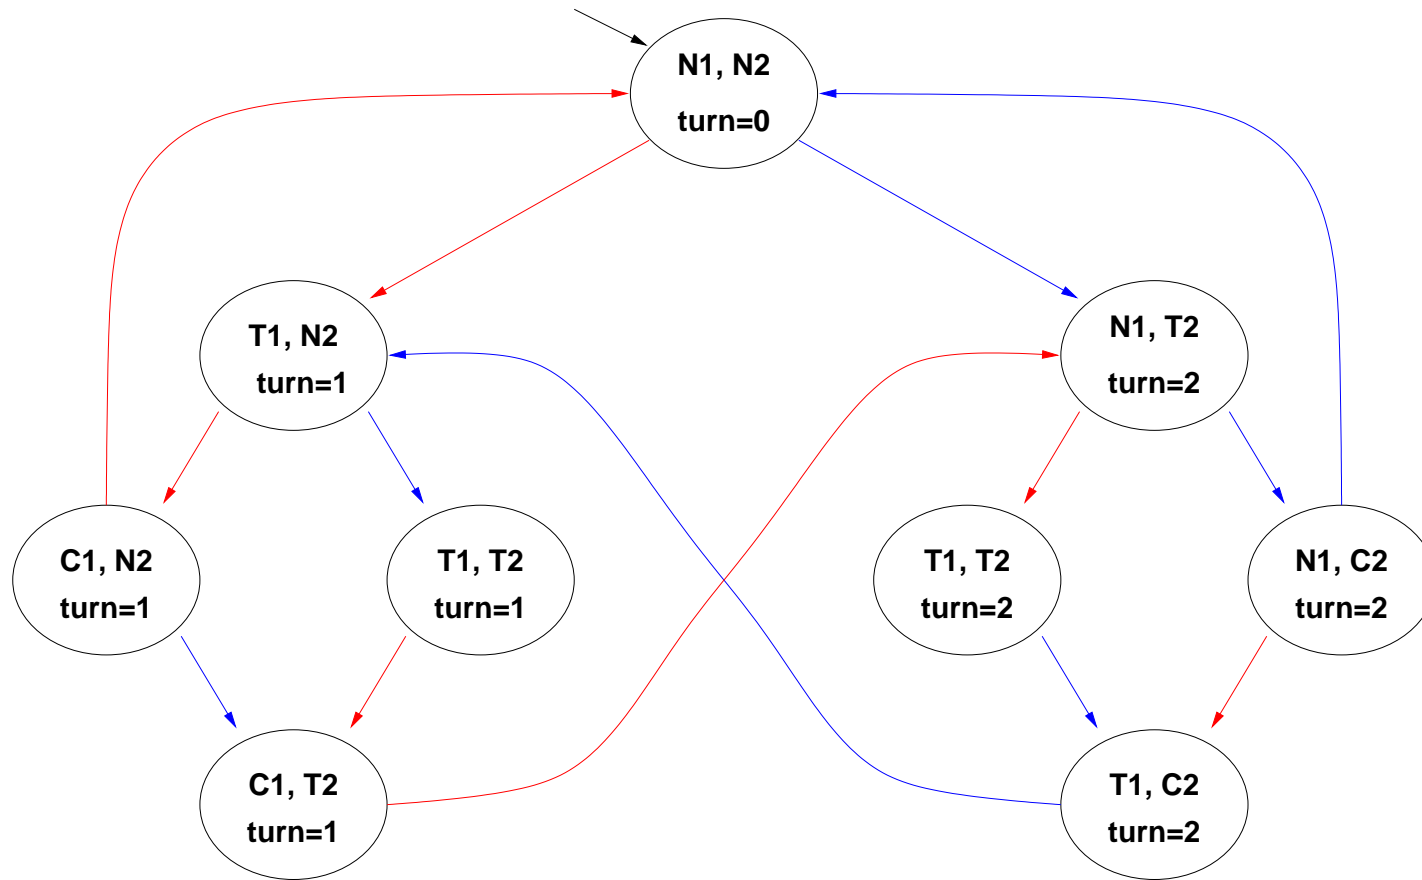 N1, N2
turn=0
T1, N2
turn=1
N1, T2
turn=2
C1, N2
turn=1
T1, T2
turn=1
T1, T2
turn=2
N1, C2
turn=2
C1, T2
turn=1
T1, C2
turn=2